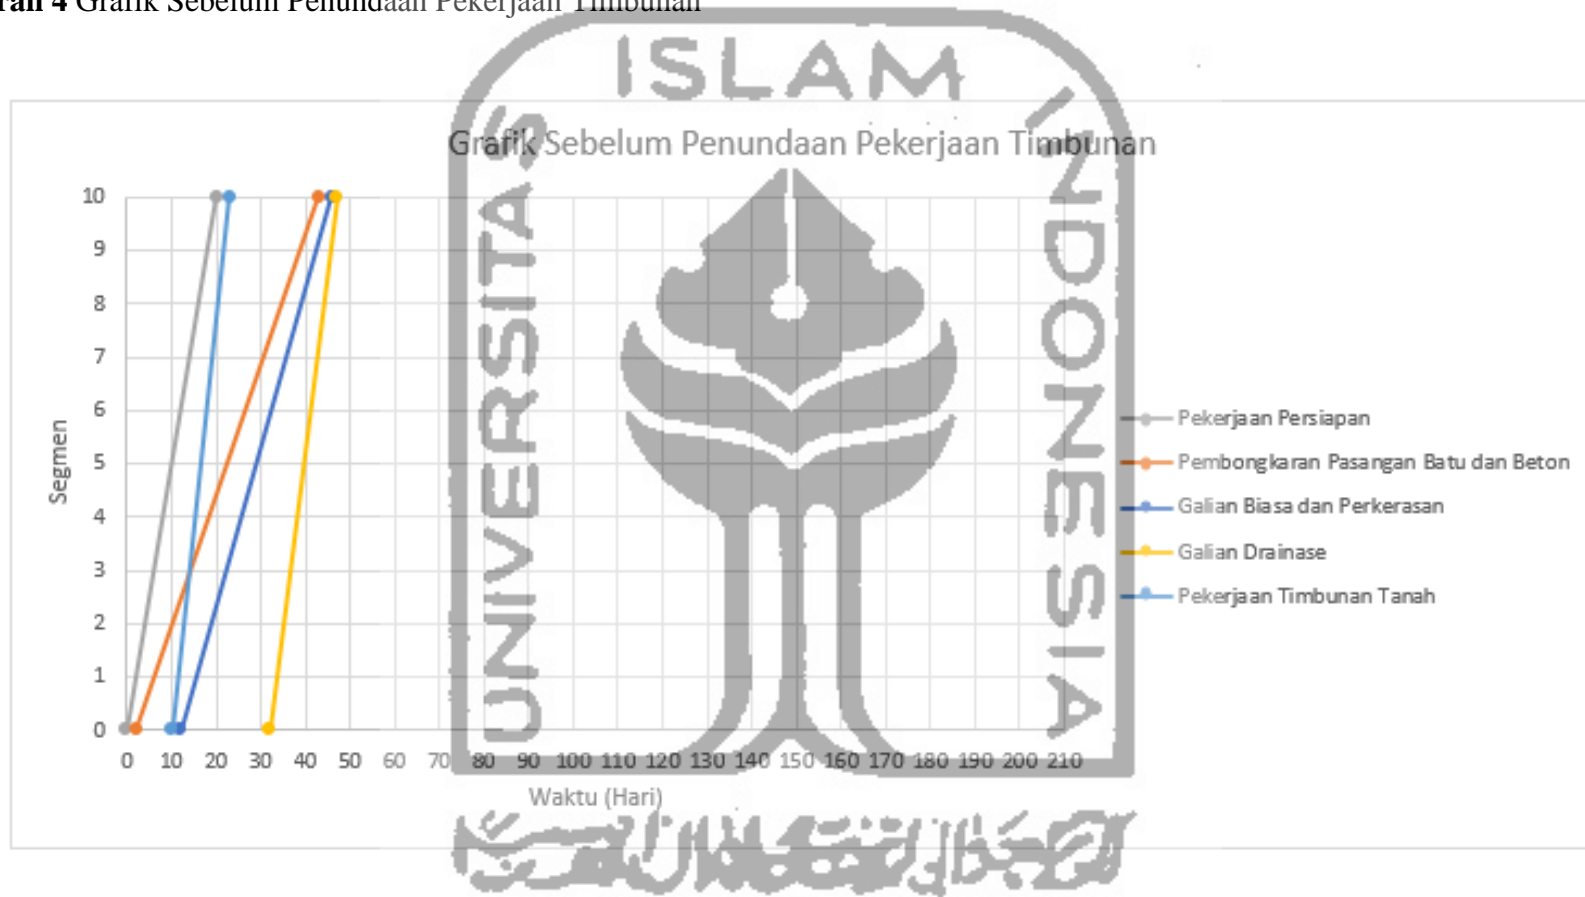 ran 4 Grafik Sebelum Penundaan Pekerjaan Timbunan
ISLAM
UNIVERSITAS
INDONESIA
Grafik Sebelum Penundaan Pekerjaan Timbunan
10
9
8
7
6
5
4
3
2
1
0
Segmen
0 10 20 30 40 50 60 70 80 90 100 110 120 130 140 150 160 170 180 190 200 210
Waktu (Hari)
Pekerjaan Persiapan
Pembongkaran Pasangan Batu dan Beton
Galian Biasa dan Perkerasan
Galian Drainase
Pekerjaan Timbunan Tanah